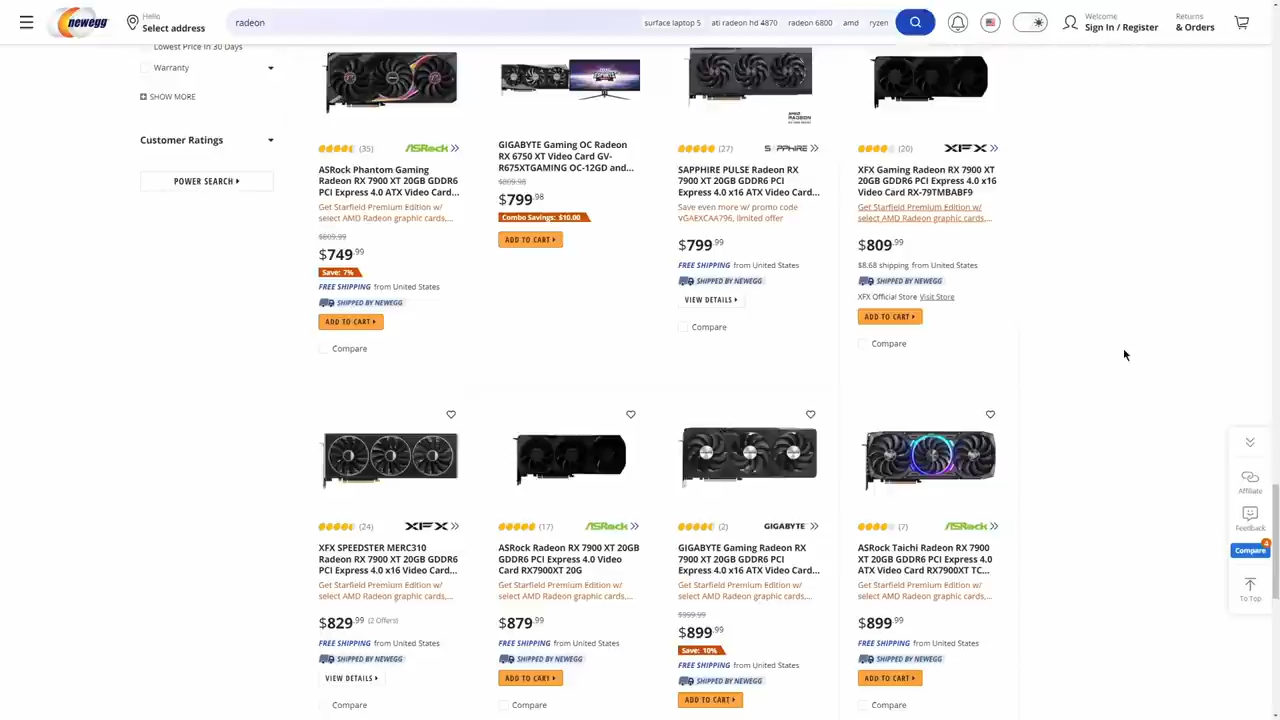 newegg
Hello
Select address
radeon
surface laptop 5
ati radeon hd 4870
radeon 6800
amd
ryzen
Welcome
Sign In / Register
Returns
& Orders
Lowest Price in 30 Days
Warranty
SHOW MORE
Customer Ratings
POWER SEARCH
(35)
ASRock
ASRock Phantom Gaming
Radeon RX 7900 XT 20GB GDDR6
PCI Express 4.0 ATX Video Card...
Get Starfield Premium Edition w/
select AMD Radeon graphic cards,...
$809.99
$749.99
Save: 7%
FREE SHIPPING from United States
SHIPPED BY NEWEGG
ADD TO CART
Compare
GIGABYTE Gaming OC Radeon
RX 6750 XT Video Card GV-
R675XTGAMING OC-12GD and...
$809.98
$799.98
Combo Savings: $10.00
ADD TO CART
AMD
RADEON
(27)
SAPPHIRE
SAPPHIRE PULSE Radeon RX
7900 XT 20GB GDDR6 PCI
Express 4.0 x16 ATX Video Card...
Save even more w/ promo code
VGAEXCAA796, limited offer
$799.99
FREE SHIPPING from United States
SHIPPED BY NEWEGG
VIEW DETAILS
Compare
(20)
XFX
XFX Gaming Radeon RX 7900 XT
20GB GDDR6 PCI Express 4.0 x16
Video Card RX-79TMBABF9
Get Starfield Premium Edition w/
select AMD Radeon graphic cards,...
$809.99
$8.68 shipping from United States
SHIPPED BY NEWEGG
XFX Official Store Visit Store
ADD TO CART
Compare
(24)
XFX
XFX SPEEDSTER MERC310
Radeon RX 7900 XT 20GB GDDR6
PCI Express 4.0 x16 Video Card...
Get Starfield Premium Edition w/
select AMD Radeon graphic cards,...
$829.99 (2 Offers)
FREE SHIPPING from United States
SHIPPED BY NEWEGG
VIEW DETAILS
Compare
(17)
ASRock
ASRock Radeon RX 7900 XT 20GB
GDDR6 PCI Express 4.0 Video
Card RX7900XT 20G
Get Starfield Premium Edition w/
select AMD Radeon graphic cards,...
$879.99
FREE SHIPPING from United States
SHIPPED BY NEWEGG
ADD TO CART
Compare
(2)
GIGABYTE
GIGABYTE Gaming Radeon RX
7900 XT 20GB GDDR6 PCI
Express 4.0 x16 ATX Video Card...
Get Starfield Premium Edition w/
select AMD Radeon graphic cards,...
$999.99
$899.99
Save: 10%
FREE SHIPPING from United States
SHIPPED BY NEWEGG
ADD TO CART
(7)
ASRock
ASRock Taichi Radeon RX 7900
XT 20GB GDDR6 PCI Express 4.0
ATX Video Card RX7900XT TC...
Get Starfield Premium Edition w/
select AMD Radeon graphic cards,...
$899.99
FREE SHIPPING from United States
SHIPPED BY NEWEGG
ADD TO CART
Compare
Affiliate
Feedback
4
Compare
To Top